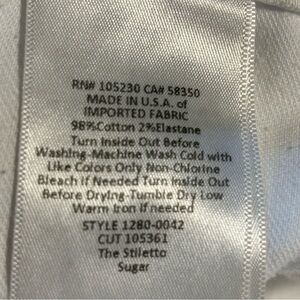 RN# 105230 CA# 58350
MADE IN U.S.A. of
IMPORTED FABRIC
98%Cotton 2%Elastane
Turn Inside Out Before
Washing-Machine Wash Cold with
Like Colors Only Non-Chlorine
Bleach if Needed Turn Inside Out
Before Drying-Tumble Dry Low
Warm Iron if needed
STYLE 1280-0042
CUT 105361
The Stiletto
Sugar